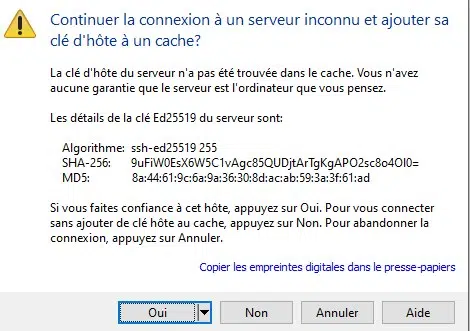 Continuer la connexion à un serveur inconnu et ajouter sa
clé d'hôte à un cache?
La clé d'hôte du serveur n'a pas été trouvée dans le cache. Vous n'avez
aucune garantie que le serveur est l'ordinateur que vous pensez.
Les détails de la clé Ed25519 du serveur sont:
Algorithme: ssh-ed25519 255
SHA-256: 9uFiW0EsX6W5C1vAgc85QUDjtArTgKgAPO2sc8o4OI0=
MD5: 8a:44:61:9c:6a:9a:36:30:8d:ac:ab:59:3a:3f:61:ad
Si vous faites confiance à cet hôte, appuyez sur Oui. Pour vous connecter
sans ajouter de clé hôte au cache, appuyez sur Non. Pour abandonner la
connexion, appuyez sur Annuler.
Copier les empreintes digitales dans le presse-papiers
Oui Non Annuler Aide